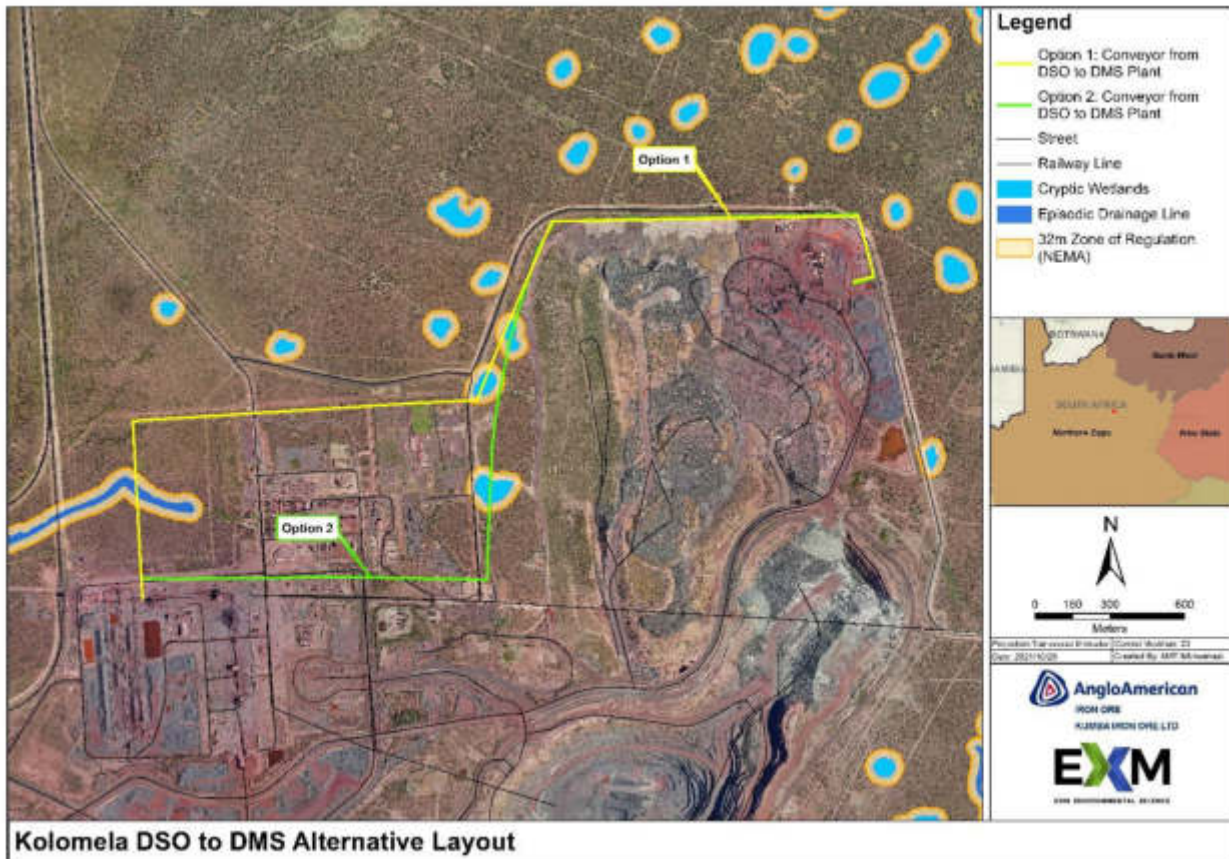 Legend
Option 1: Conveyor from
DSO to DMS Plant
Option 2: Conveyor from
DSO to DMS Plant
Street
Railway Line
Cryptic Wetlands
Episodic Drainage Line
32m Zone of Regulation
(NEMA)
Option 1
Option 2
BOTSWANA
North West
SOUTH AFRICA
Northern Cape
Free State
N
0 300 600
Meters
AngloAmerican
IRON ORE
KUMBA IRON ORE LTD
EXM
EXM ENVIRONMENTAL SCIENCE
Kolomela DSO to DMS Alternative Layout